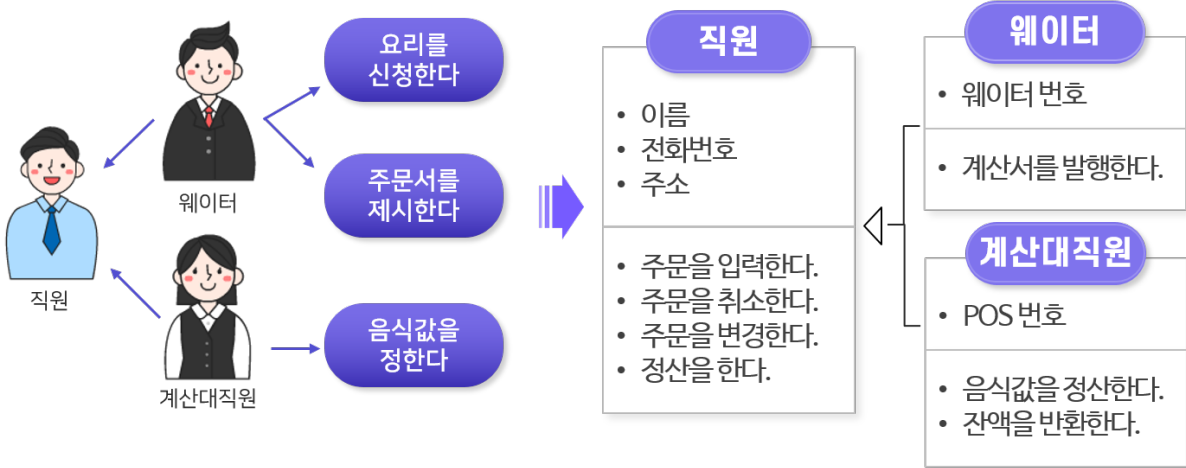 요리를
신청한다
주문서를
제시한다
웨이터
직원
음식값을
정한다
계산대직원
직원
• 이름
• 전화번호
• 주소
• 주문을 입력한다.
• 주문을 취소한다.
• 주문을 변경한다.
• 정산을 한다.
웨이터
• 웨이터 번호
• 계산서를 발행한다.
계산대직원
• POS 번호
• 음식값을 정산한다.
• 잔액을 반환한다.